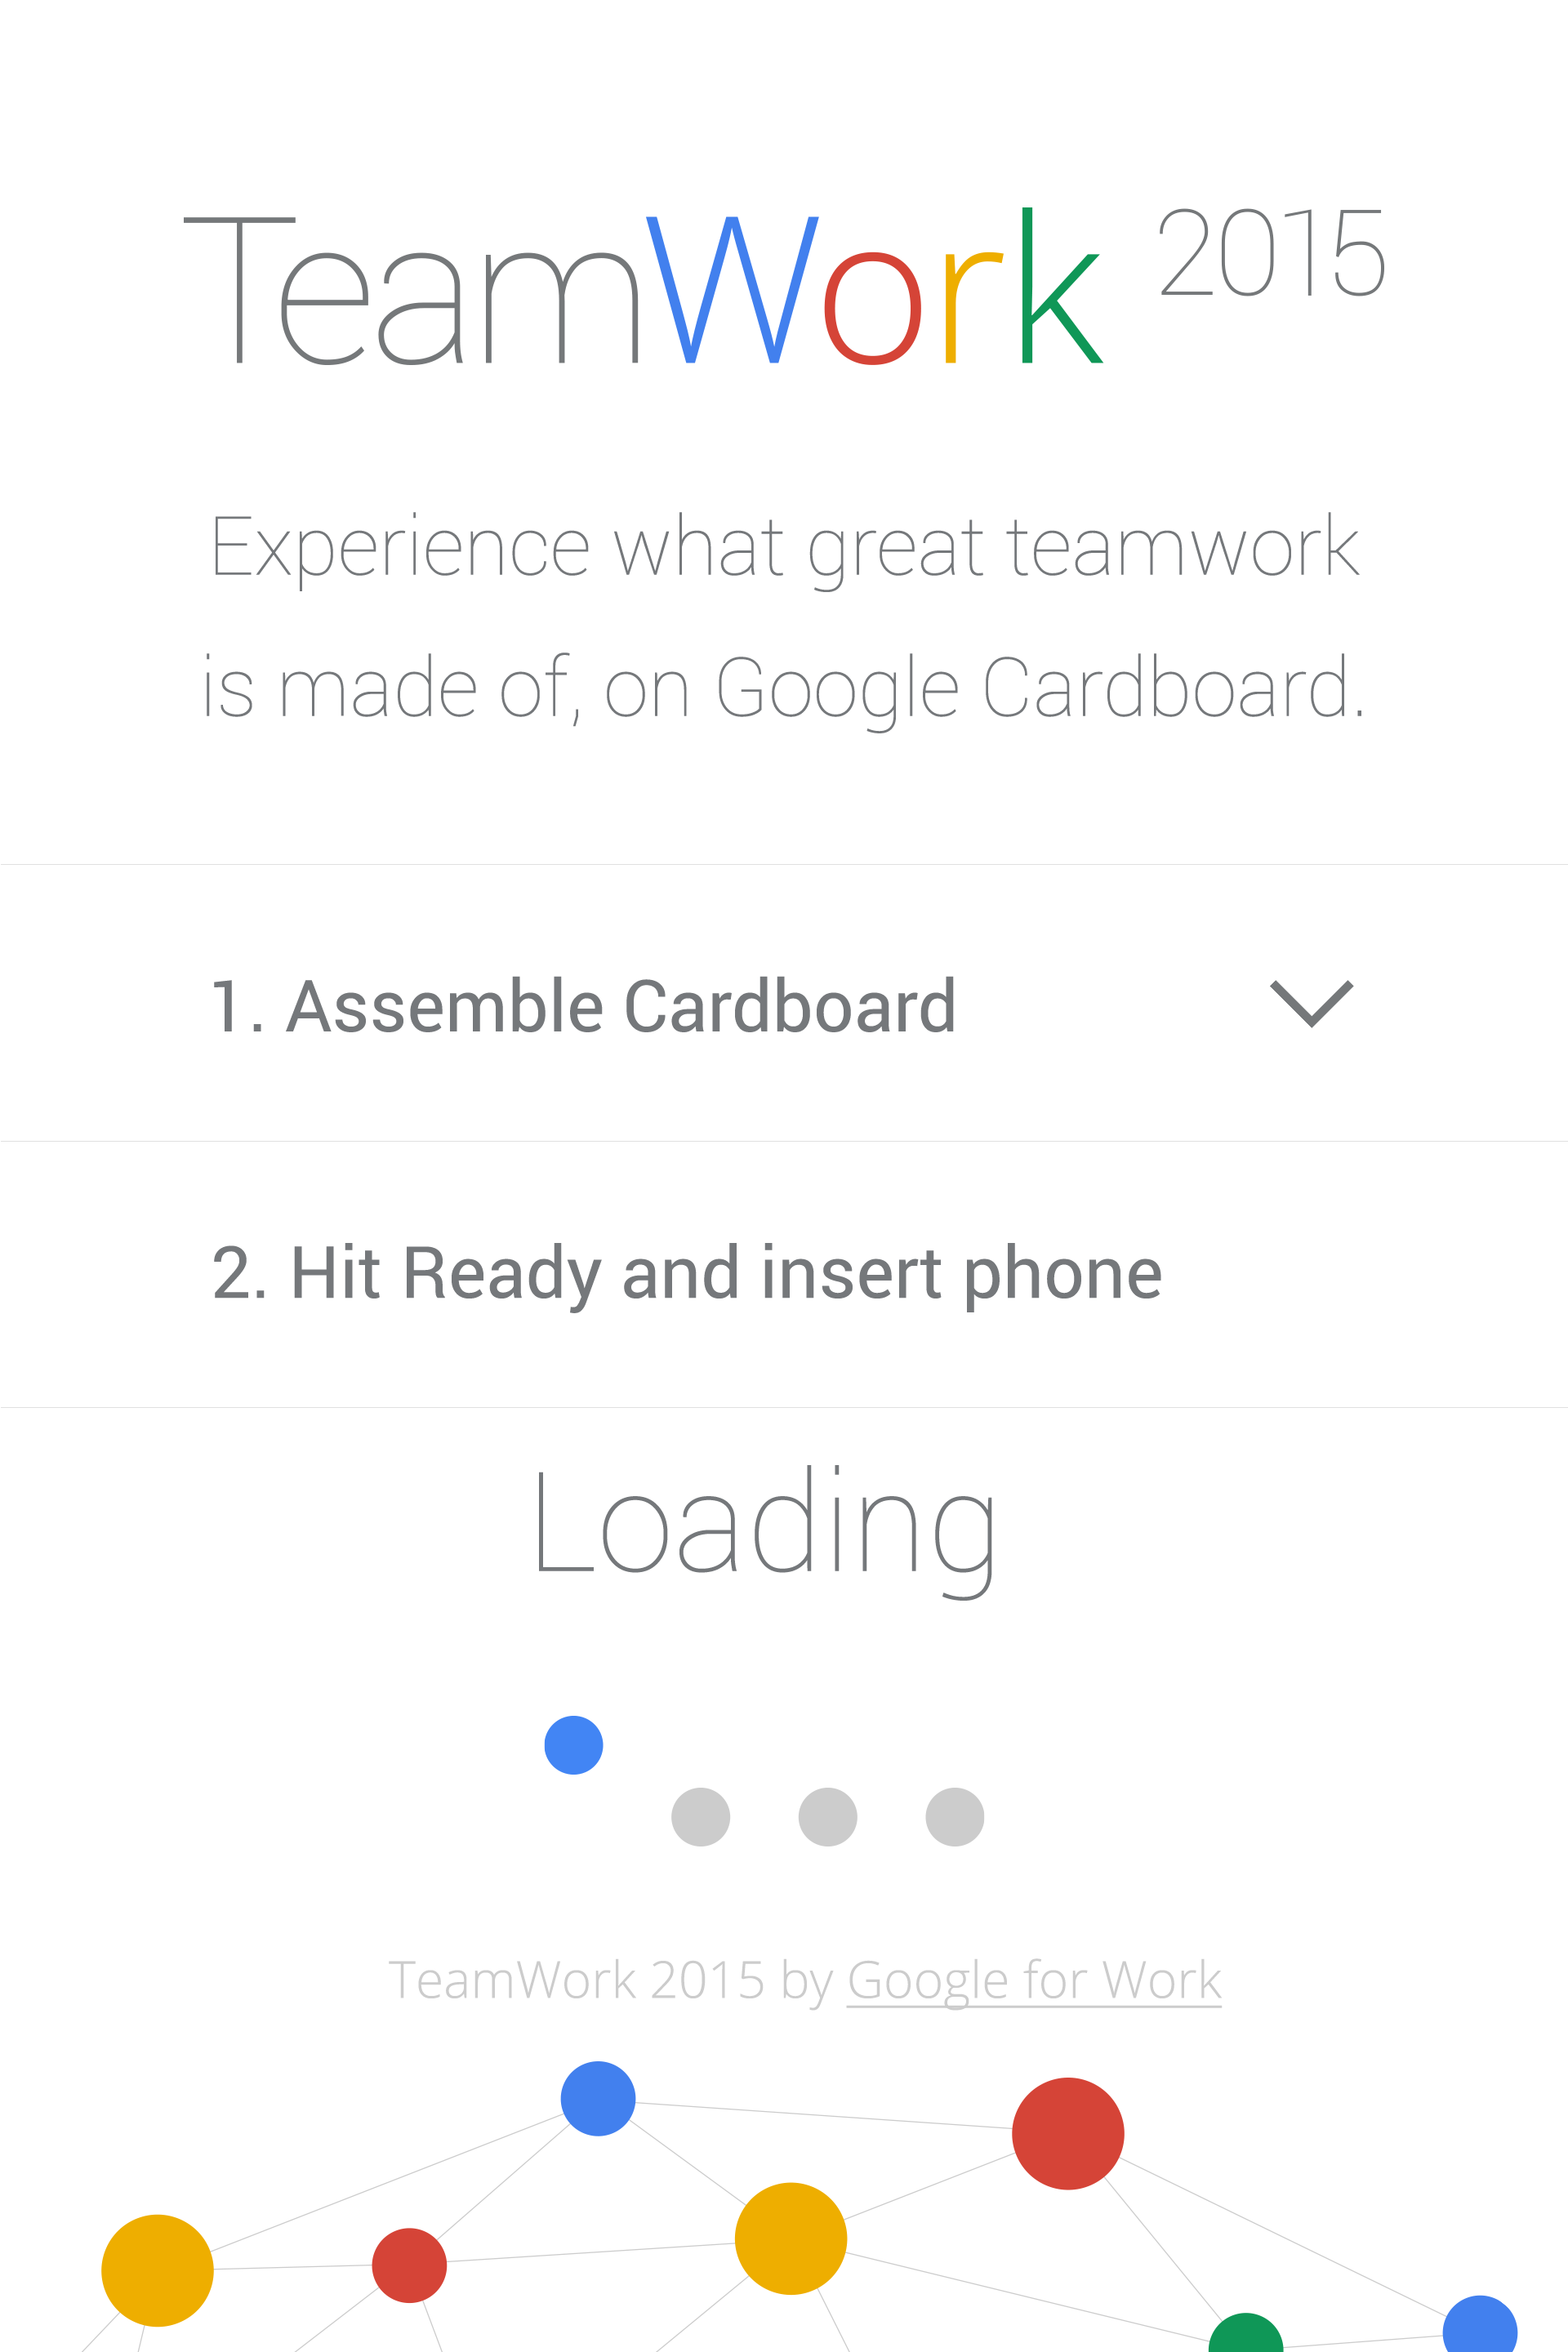 TeamWork 2015
Experience what great teamwork
is made of, on Google Cardboard.
1. Assemble Cardboard
2. Hit Ready and insert phone
Loading
TeamWork 2015 by Google for Work